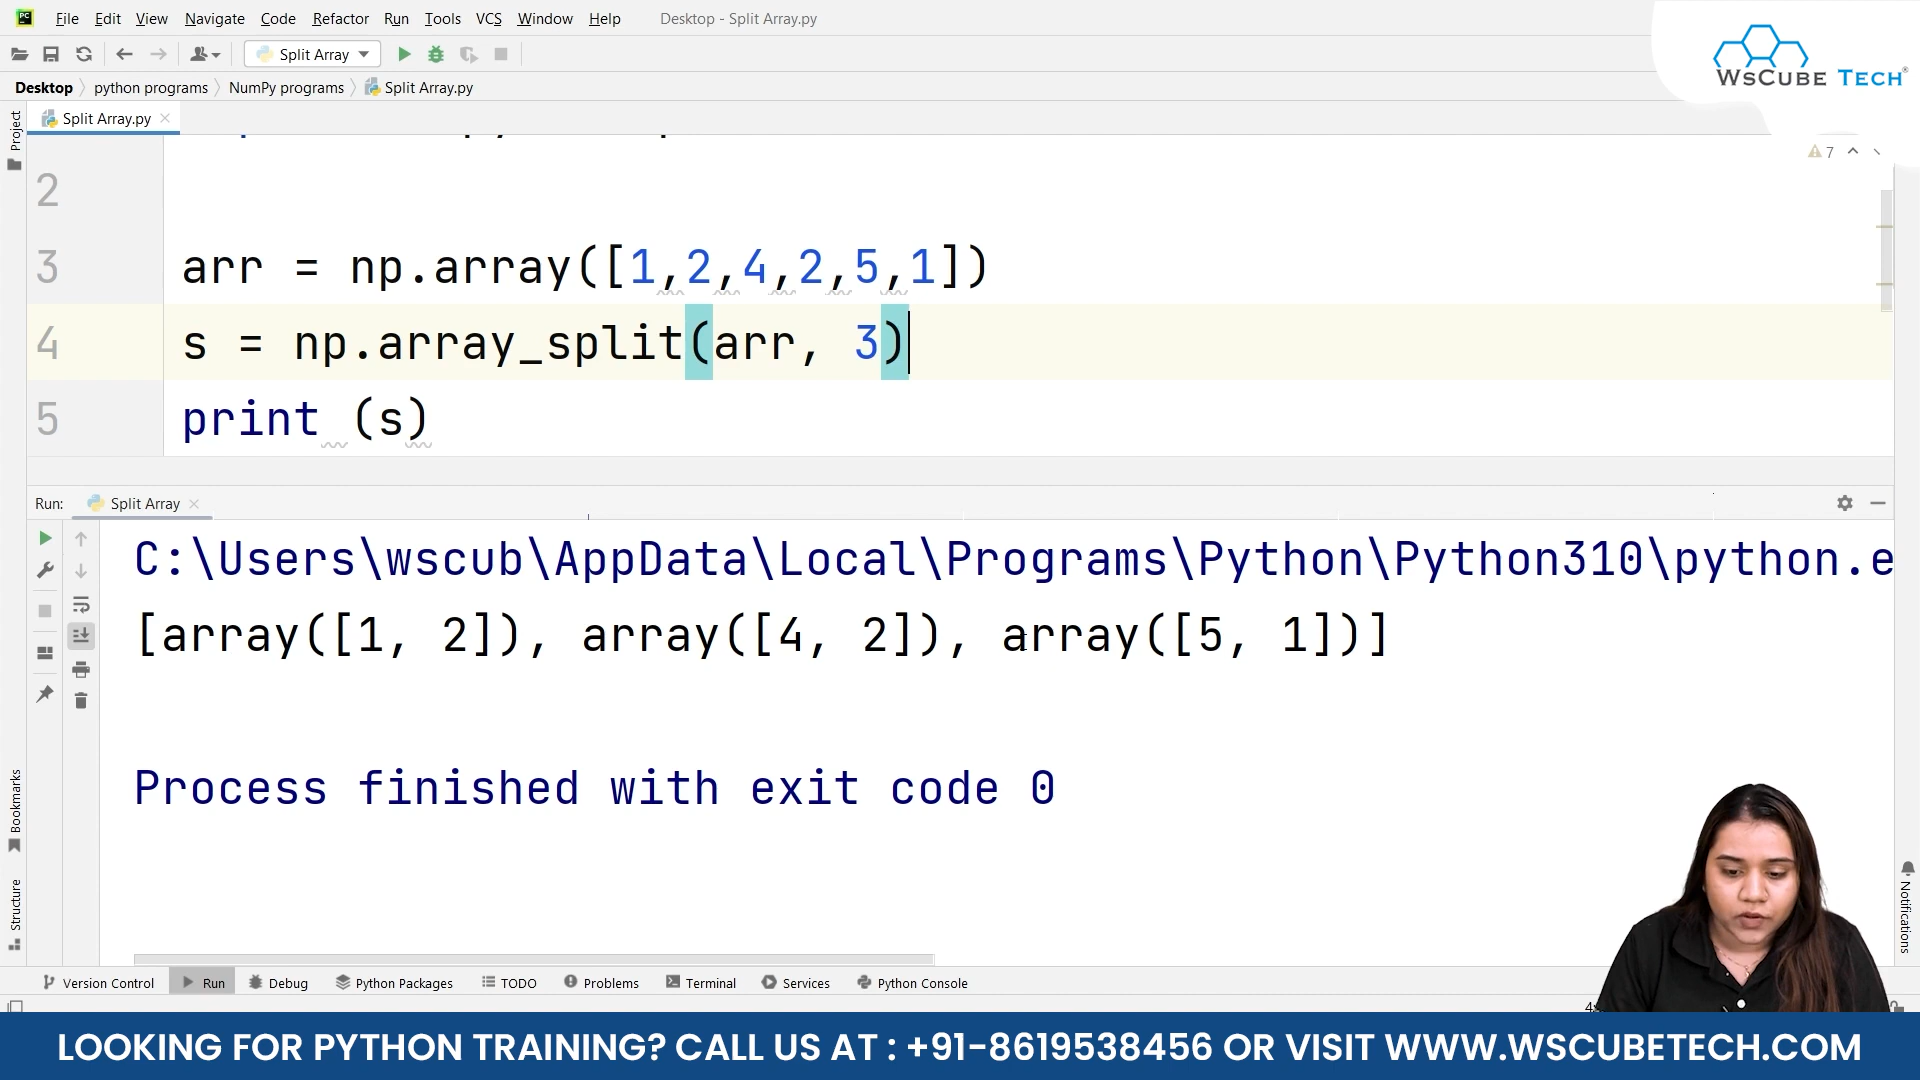 File Edit View Navigate Code Refactor Run Tools VCS Window Help Desktop - Split Array.py
Split Array
WsCube Tech
Desktop python programs NumPy programs Split Array.py
Split Array.py
Project
7
2
3 arr = np.array([1,2,4,2,5,1])
4 s = np.array_split(arr, 3)
5 print (s)
Run: Split Array
C:\Users\wscub\AppData\Local\Programs\Python\Python310\python.e
[array([1, 2]), array([4, 2]), array([5, 1])]
Process finished with exit code 0
Bookmarks
Structure
Notifications
Version Control Run Debug Python Packages TODO Problems Terminal Services Python Console
LOOKING FOR PYTHON TRAINING? CALL US AT : +91-8619538456 OR VISIT WWW.WSCUBETECH.COM